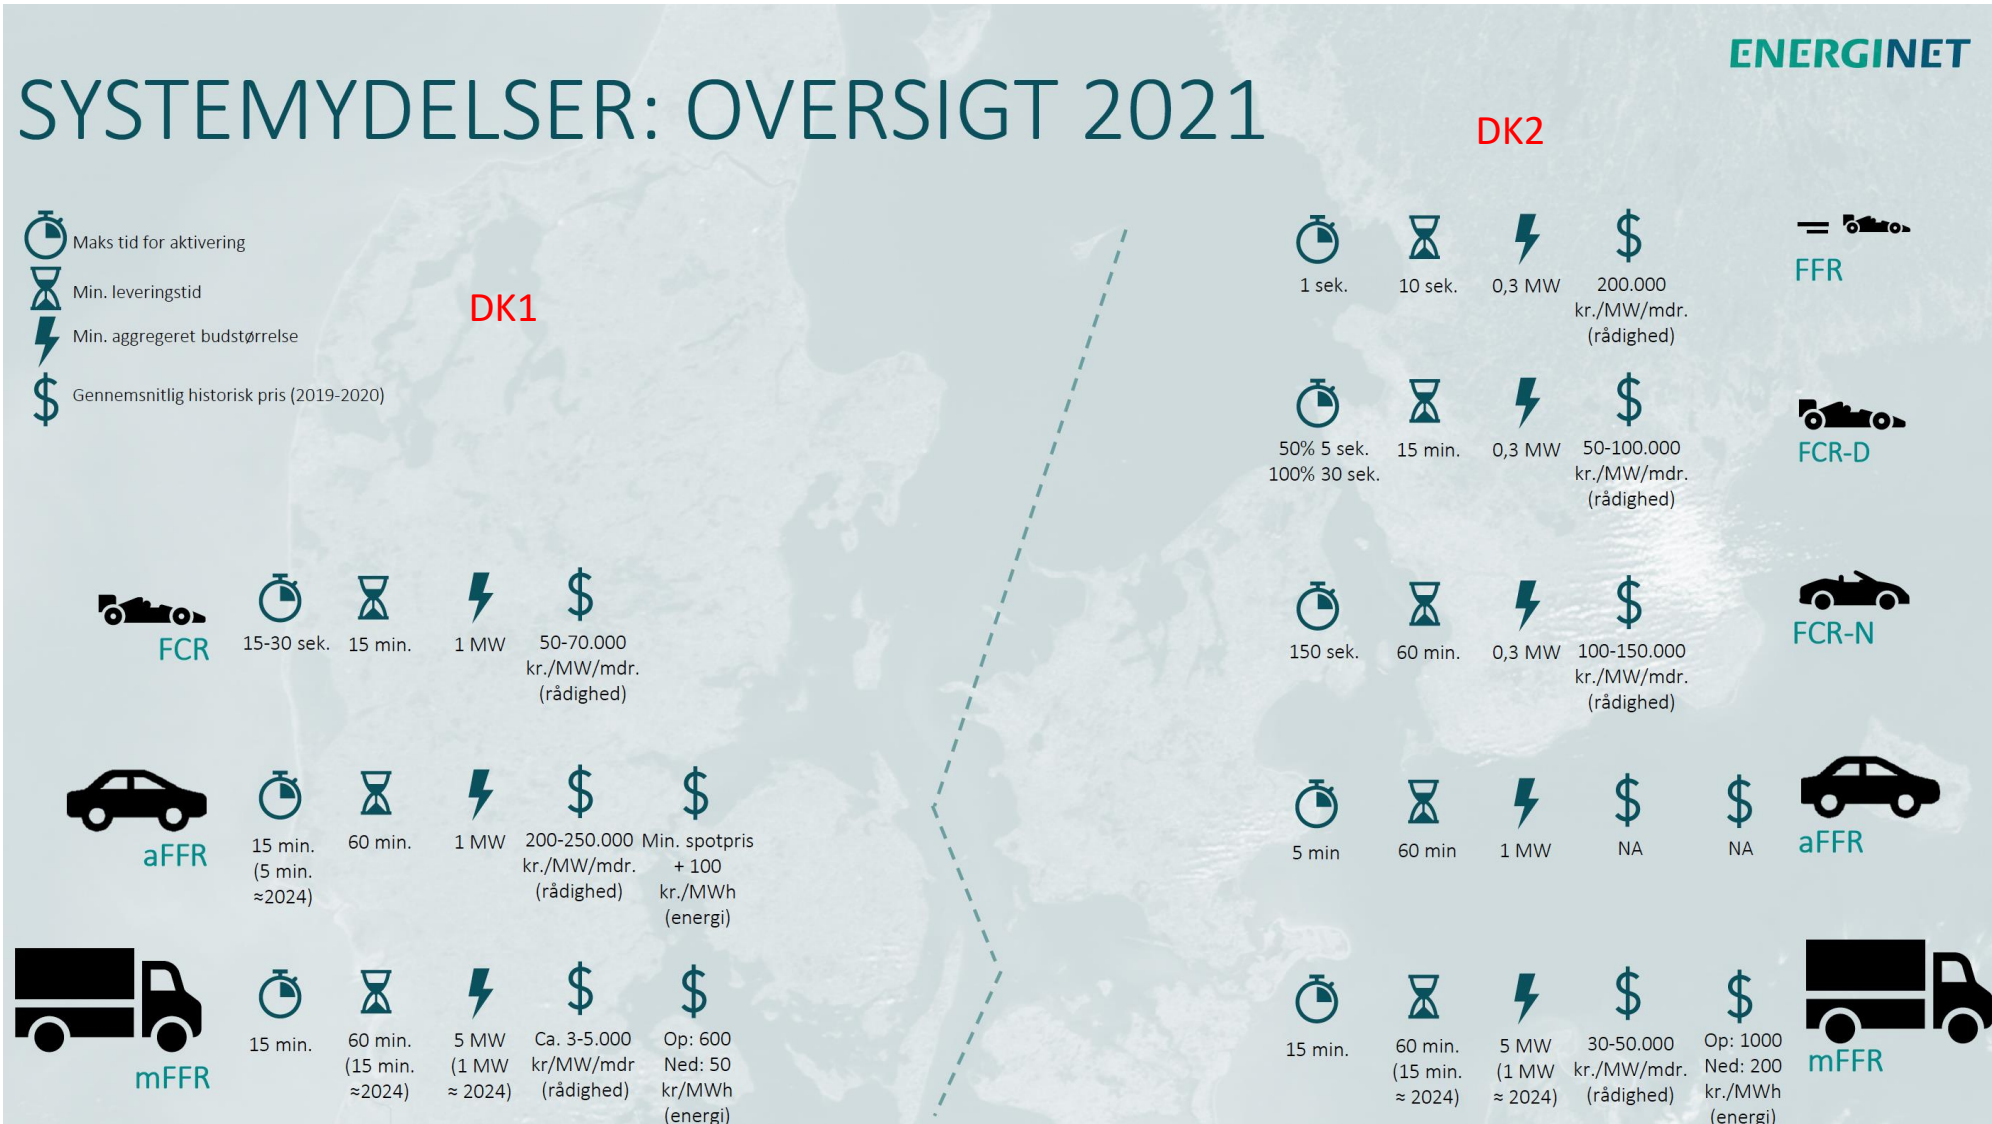 ENERGINET
SYSTEMYDELSER: OVERSIGT 2021
DK2
Maks tid for aktivering
Min. leveringstid
Min. aggregeret budstørrelse
Gennemsnitlig historisk pris (2019-2020)
DK1
FCR
15-30 sek.
15 min.
1 MW
50-70.000
kr./MW/mdr.
(rådighed)
aFFR
15 min.
(5 min.
≈2024)
60 min.
1 MW
200-250.000
kr./MW/mdr.
(rådighed)
Min. spotpris
+ 100
kr./MWh
(energi)
mFFR
15 min.
60 min.
(15 min.
≈2024)
5 MW
(1 MW
≈ 2024)
Ca. 3-5.000
kr/MW/mdr
(rådighed)
Op: 600
Ned: 50
kr/MWh
(energi)
1 sek.
10 sek.
0,3 MW
200.000
kr./MW/mdr.
(rådighed)
FFR
50% 5 sek.
100% 30 sek.
15 min.
0,3 MW
50-100.000
kr./MW/mdr.
(rådighed)
FCR-D
150 sek.
60 min.
0,3 MW
100-150.000
kr./MW/mdr.
(rådighed)
FCR-N
5 min
60 min
1 MW
NA
NA
aFFR
15 min.
60 min.
(15 min.
≈ 2024)
5 MW
(1 MW
≈ 2024)
30-50.000
kr./MW/mdr.
(rådighed)
Op: 1000
Ned: 200
kr./MWh
(energi)
mFFR